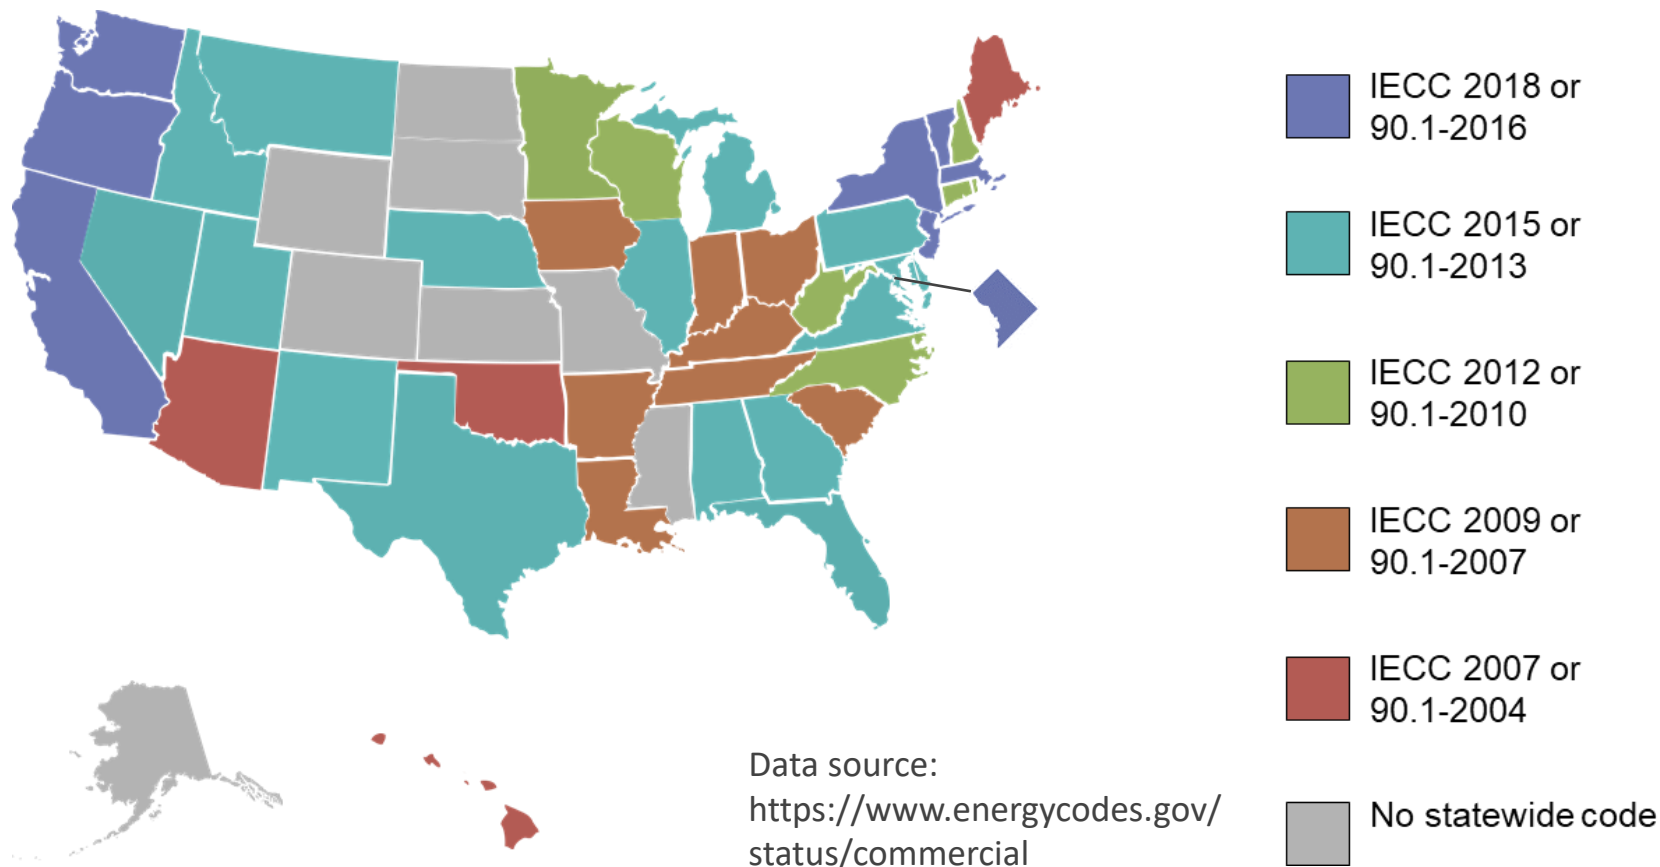 IECC 2018 or
90.1-2016
IECC 2015 or
90.1-2013
IECC 2012 or
90.1-2010
IECC 2009 or
90.1-2007
IECC 2007 or
90.1-2004
No statewide code
Data source:
https://www.energycodes.gov/
status/commercial